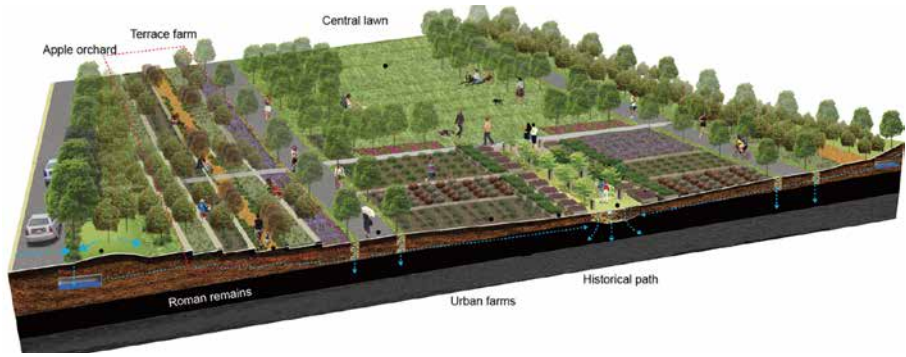 Central lawn
Terrace farm
Apple orchard
Historical path
Roman remains
Urban farms